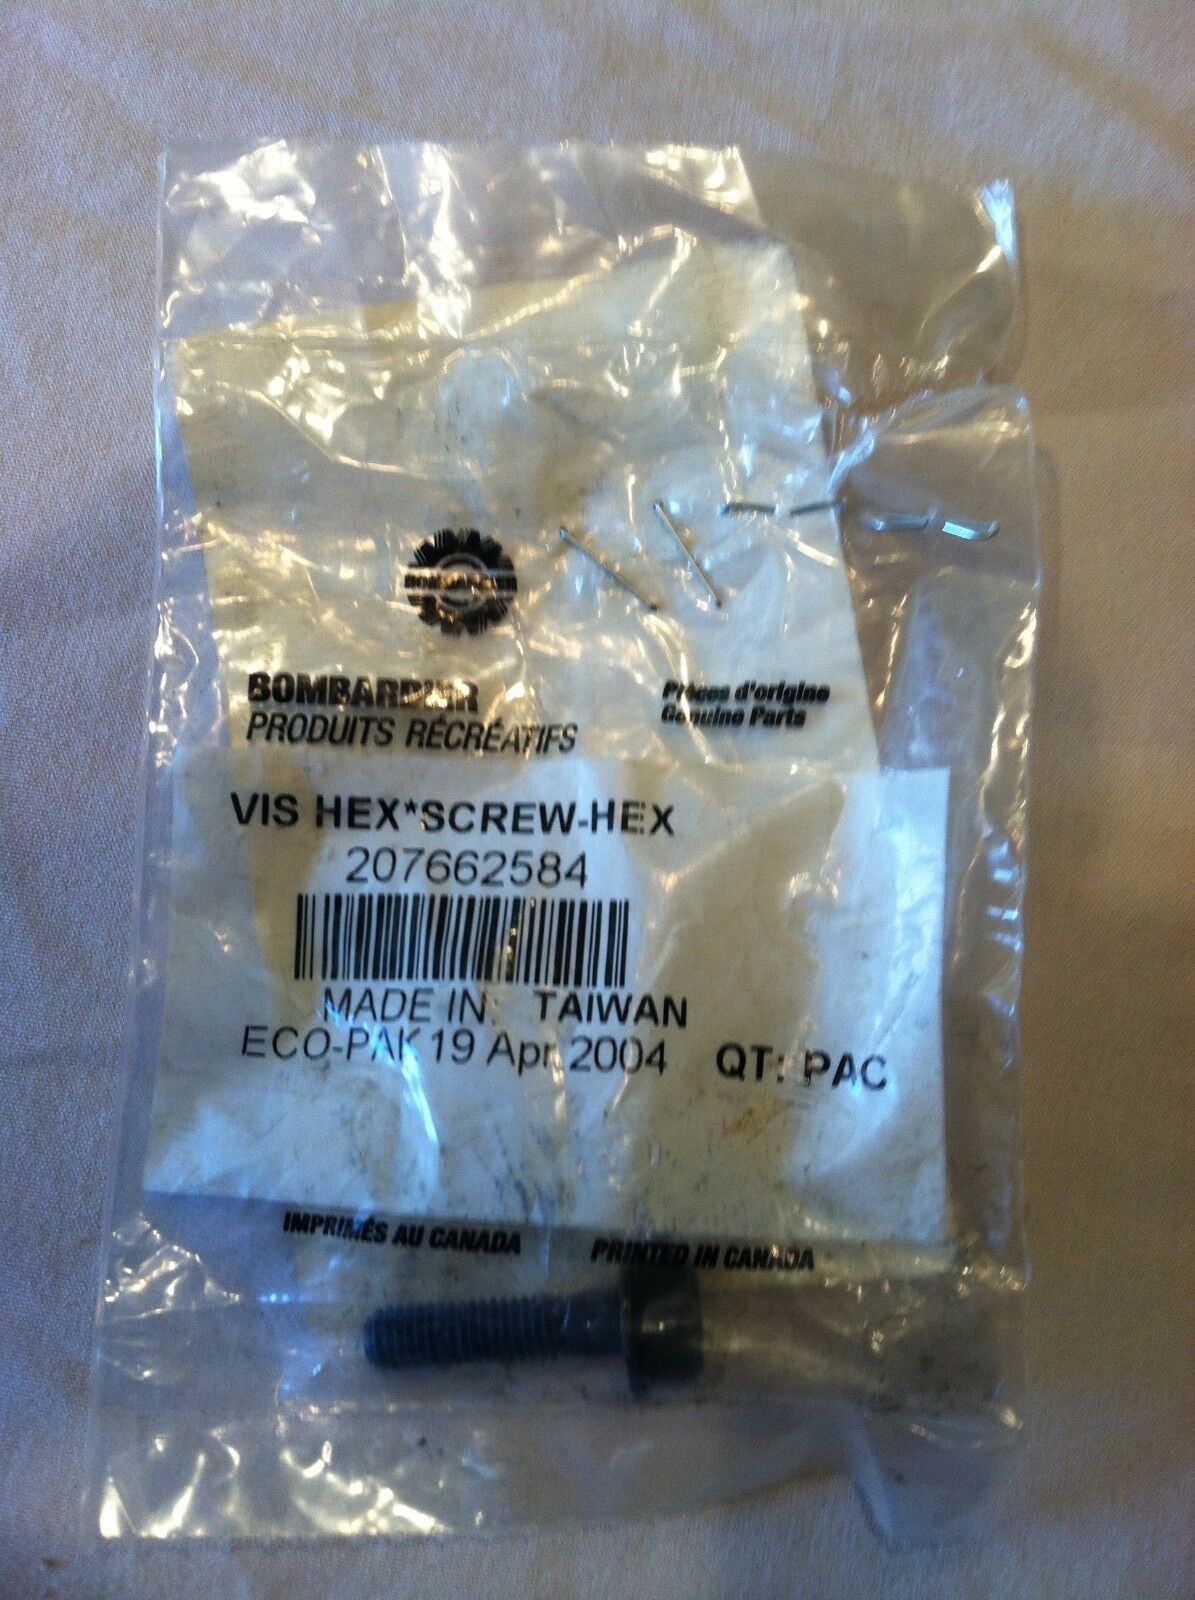 BOMBARDIER
BOMBARDIER
PRODUITS RÉCRÉATIFS
Pièces d'origine
Genuine Parts
VIS HEX*SCREW-HEX
207662584
MADE IN: TAIWAN
ECO-PAK 19 Apr 2004 QT: PAC
IMPRIMÉS AU CANADA PRINTED IN CANADA